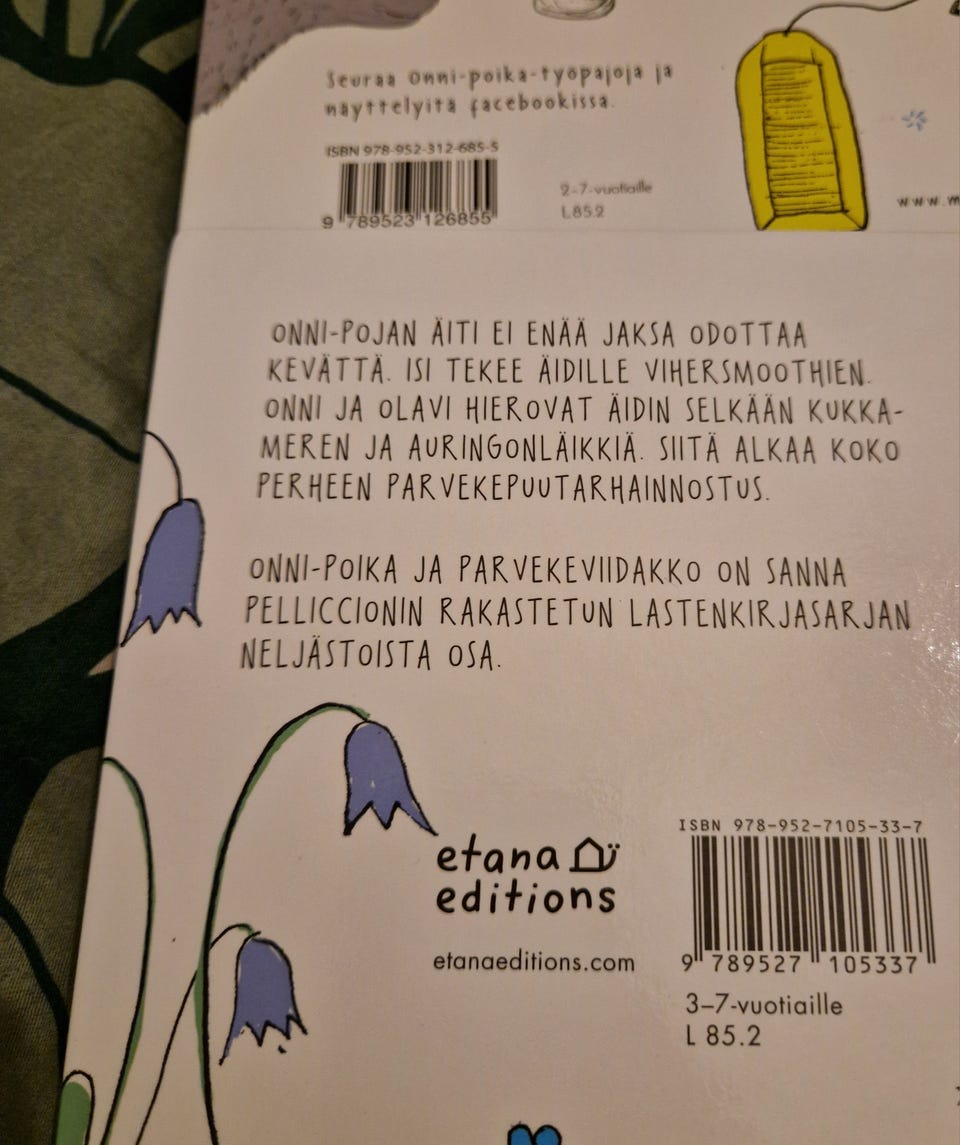 Seuraa Onni-poika-työpajoja ja
näyttelyitä facebookissa.
ISBN 978-952-312-685-5
9 789523 126855
2-7-vuotiaille
L85.2
www.m
ONNI-POJAN ÄITI EI ENÄÄ JAKSA ODOTTAA
KEVÄTTÄ. ISI TEKEE ÄIDILLE VIHERSMOOTHIEN.
ONNI JA OLAVI HIEROVAT ÄIDIN SELKÄÄN KUKKA-
MEREN JA AURINGONLÄIKKIÄ. SIITÄ ALKAA KOKO
PERHEEN PARVEKEPUUTARHAINNOSTUS.
ONNI-POIKA JA PARVEKEVIIDAKKO ON SANNA
PELLICCIONIN RAKASTETUN LASTENKIRJASARJAN
NELJÄSTOISTA OSA.
etana
editions
etanaeditions.com
ISBN 978-952-7105-33-7
9 789527 105337
3–7-vuotiaille
L 85.2